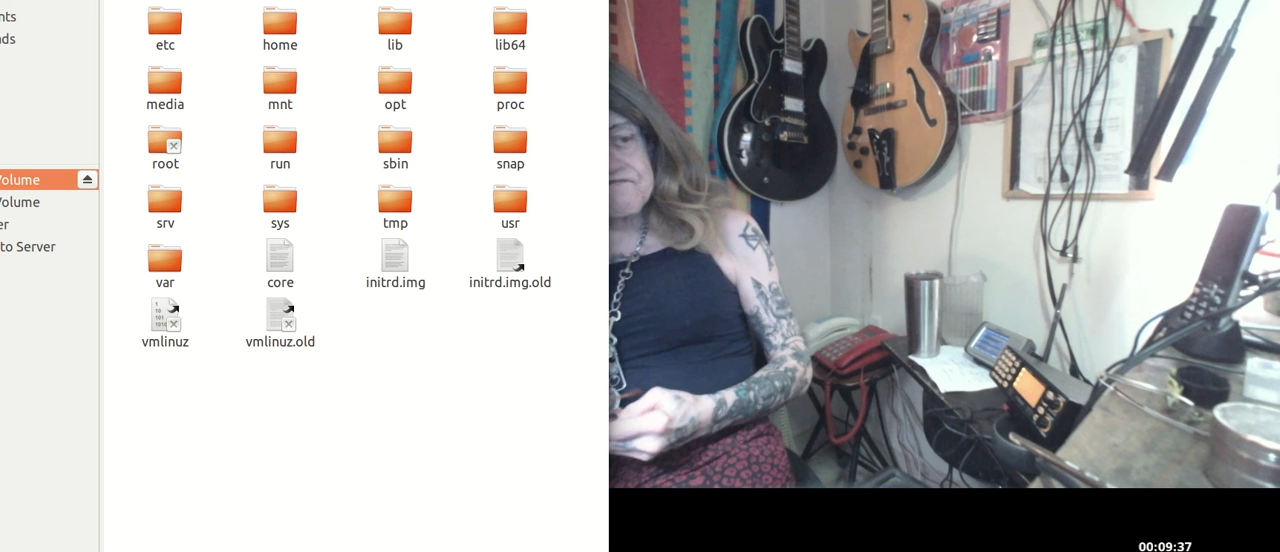 nts
ds
Volume
Volume
er
to Server
etc home lib lib64
media mnt opt proc
root run sbin snap
srv sys tmp usr
var core initrd.img initrd.img.old
vmlinuz vmlinuz.old
00:09:37